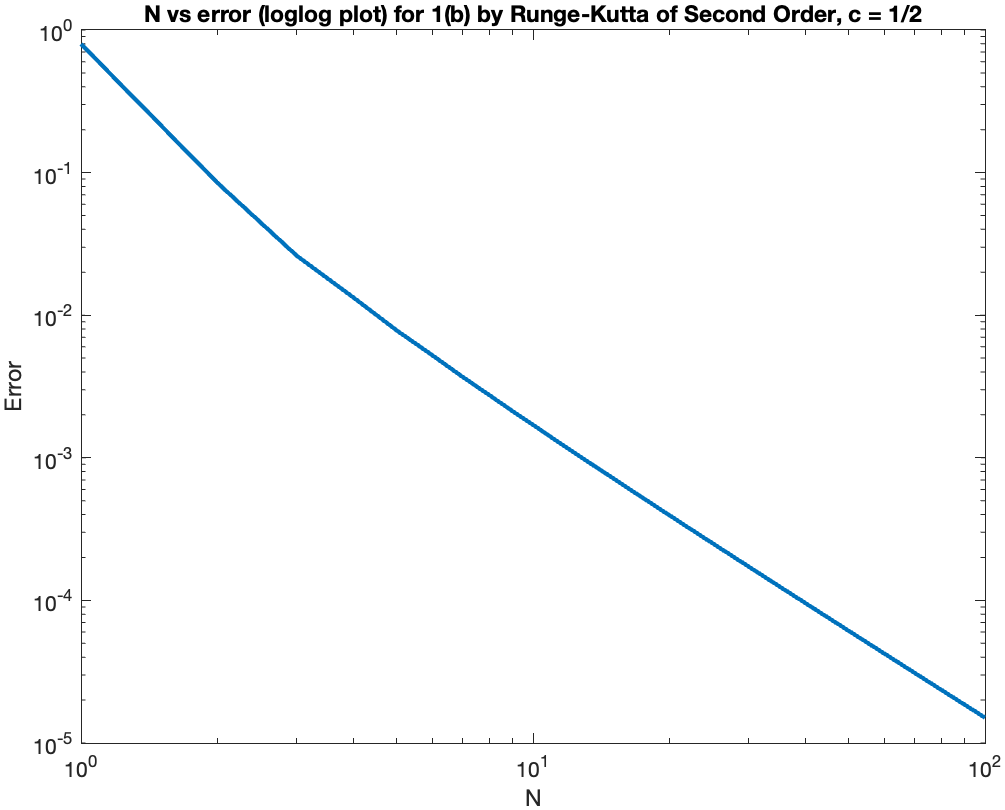 N vs error (loglog plot) for 1(b) by Runge-Kutta of Second Order, c = 1/2
10^0
10^-1
10^-2
10^-3
10^-4
10^-5
Error
10^0 10^1 10^2
N